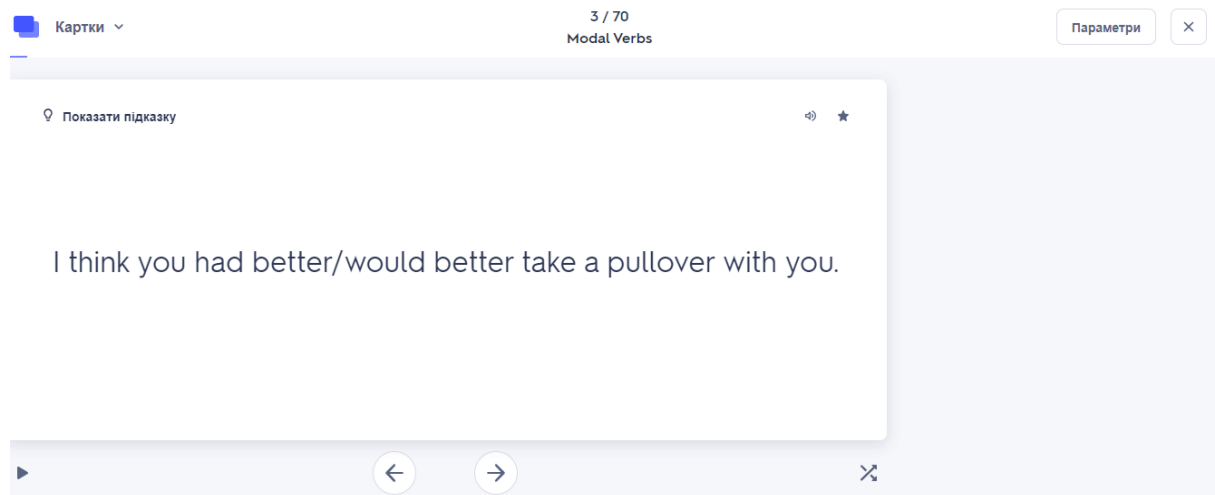 Картки
3 / 70
Modal Verbs
Параметри
Показати підказку
I think you had better/would better take a pullover with you.